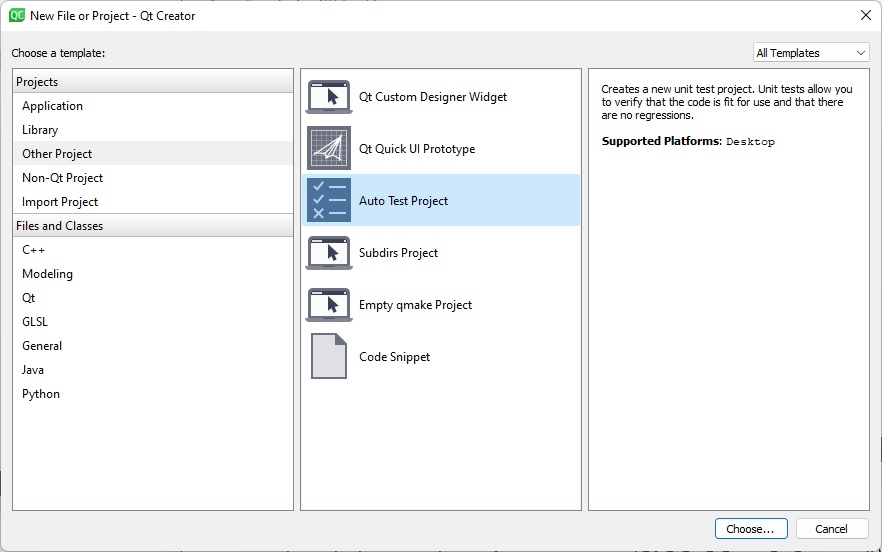 QC New File or Project - Qt Creator
Choose a template:
All Templates
Projects
Application
Library
Other Project
Non-Qt Project
Import Project
Files and Classes
C++
Modeling
Qt
GLSL
General
Java
Python
Qt Custom Designer Widget
Qt Quick UI Prototype
Auto Test Project
Subdirs Project
Empty qmake Project
Code Snippet
Creates a new unit test project. Unit tests allow you
to verify that the code is fit for use and that there
are no regressions.
Supported Platforms: Desktop
Choose...
Cancel